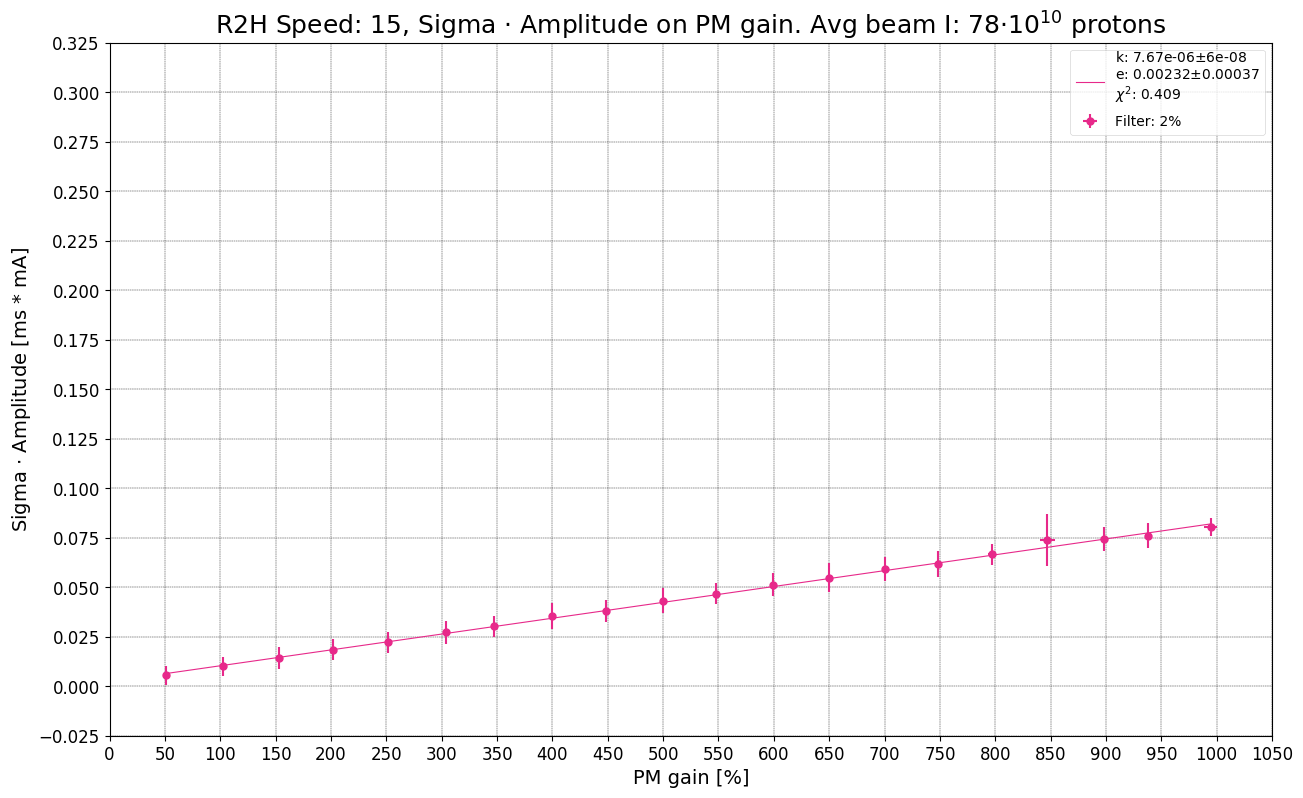 R2H Speed: 15, Sigma · Amplitude on PM gain. Avg beam I: 78·10¹⁰ protons
k: 7.67e-06±6e-08
e: 0.00232±0.00037
χ²: 0.409
Filter: 2%
Sigma · Amplitude [ms * mA]
0.325
0.300
0.275
0.250
0.225
0.200
0.175
0.150
0.125
0.100
0.075
0.050
0.025
0.000
−0.025
0 50 100 150 200 250 300 350 400 450 500 550 600 650 700 750 800 850 900 950 1000 1050
PM gain [%]